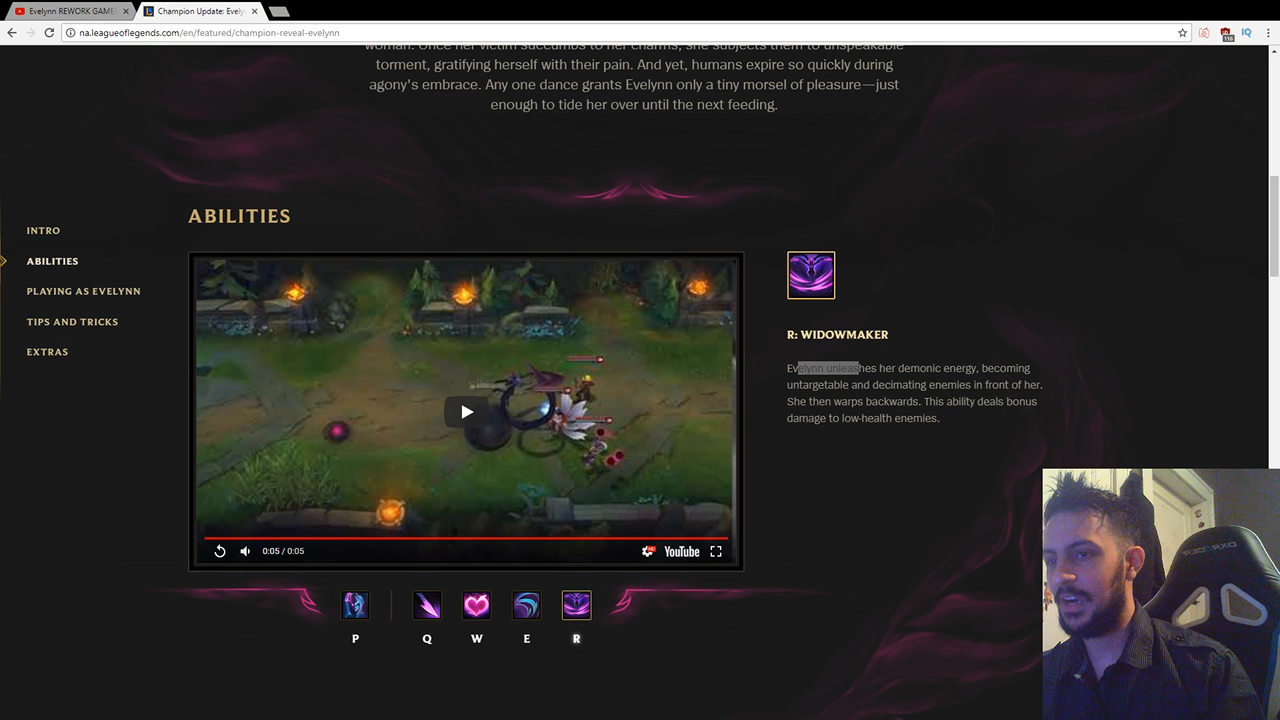 Evelynn REWORK GAME
Champion Update: Evely
na.leagueoflegends.com/en/featured/champion-reveal-evelynn
116
IQ
woman. Once her victim succumbs to her charms, she subjects them to unspeakable
torment, gratifying herself with their pain. And yet, humans expire so quickly during
agony's embrace. Any one dance grants Evelynn only a tiny morsel of pleasure—just
enough to tide her over until the next feeding.
INTRO
ABILITIES
PLAYING AS EVELYNN
TIPS AND TRICKS
EXTRAS
ABILITIES
0:05 / 0:05
HD
YouTube
P
Q
W
E
R
R: WIDOWMAKER
Evelynn unleashes her demonic energy, becoming
untargetable and decimating enemies in front of her.
She then warps backwards. This ability deals bonus
damage to low-health enemies.